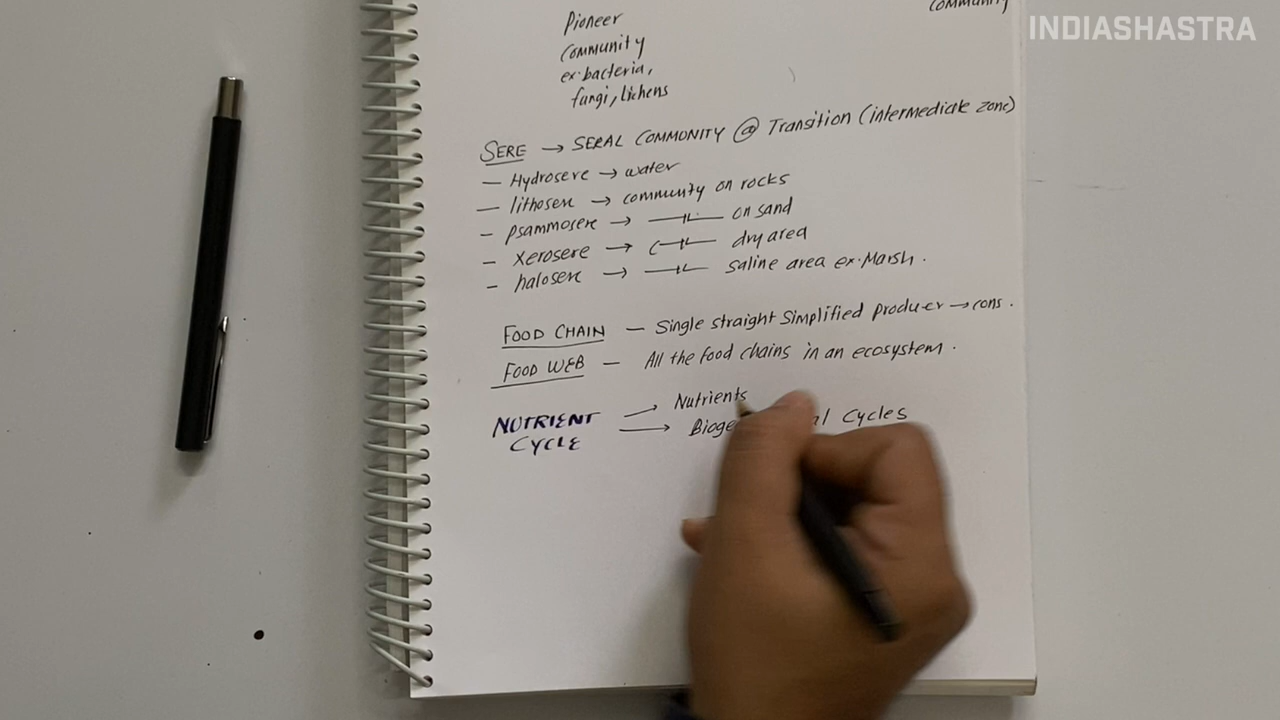 community
INDIASHASTRA
Pioneer
community
ex. bacteria,
fungi, lichens
SERE → SERAL COMMUNITY @ Transition (intermediate zone)
— Hydrosere → water
— lithosere → community on rocks
- psammosere → —"— on sand
- Xerosere → —"— dry area
- halosere → —"— saline area ex. Marsh.
FOOD CHAIN — Single straight simplified producer → cons.
FOOD WEB — All the food chains in an ecosystem.
NUTRIENT → Nutrients
CYCLE → Cycles